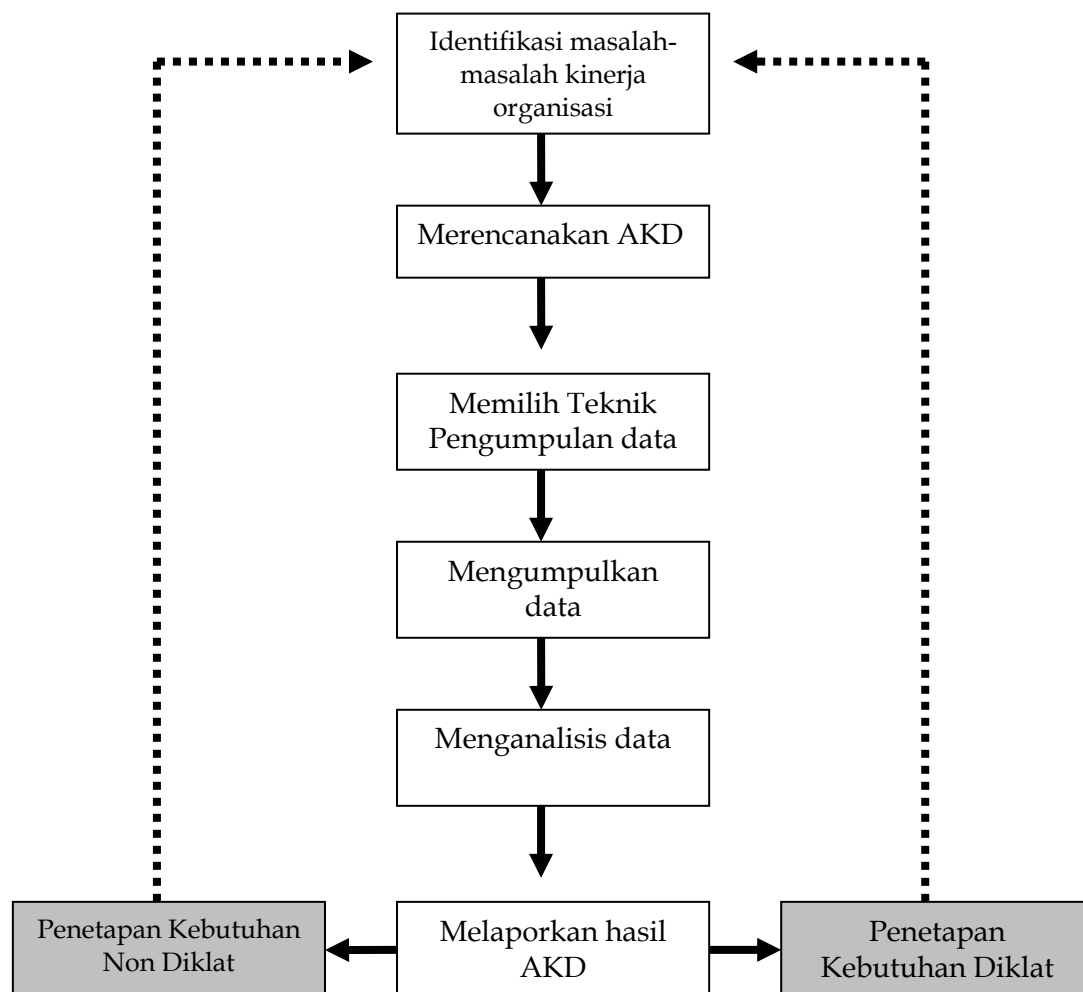 Identifikasi masalah-
masalah kinerja
organisasi
Merencanakan AKD
Memilih Teknik
Pengumpulan data
Mengumpulkan
data
Menganalisis data
Penetapan Kebutuhan
Non Diklat
Melaporkan hasil
AKD
Penetapan
Kebutuhan Diklat